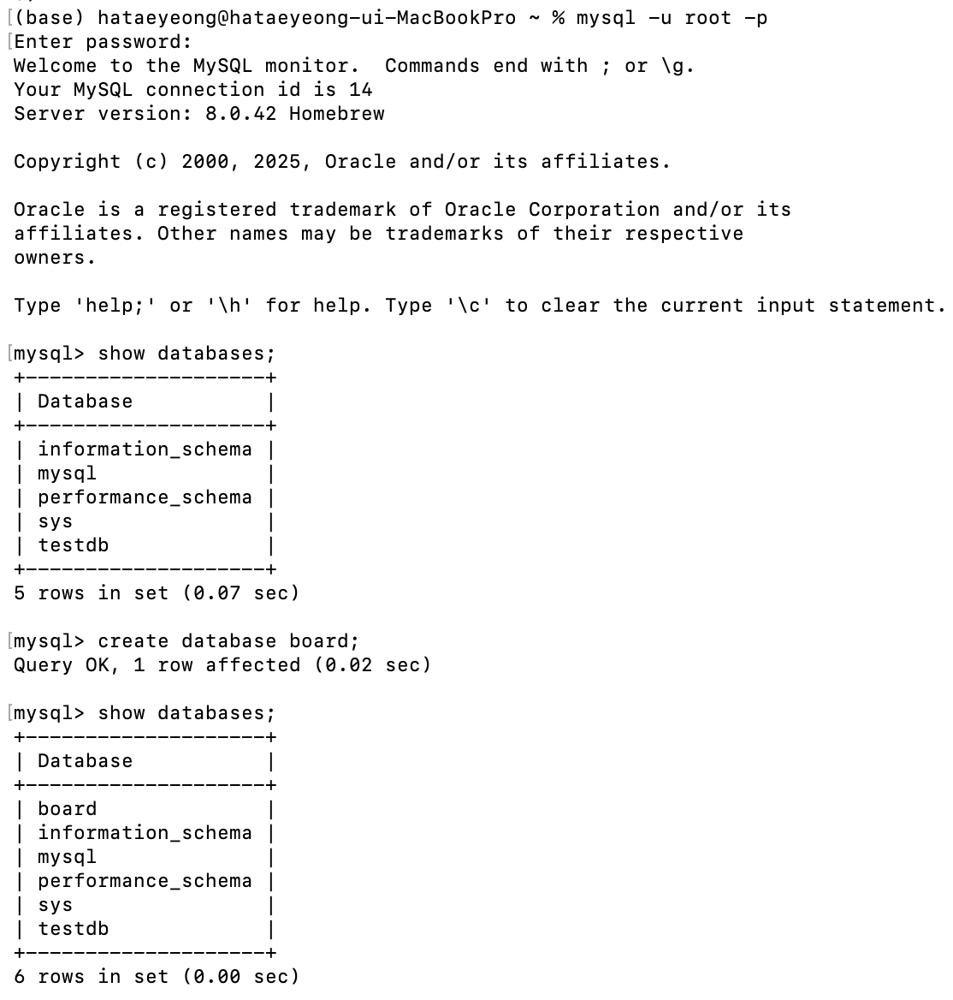 (base) hataeyeong@hataeyeong-ui-MacBookPro ~ % mysql -u root -p
Enter password:
Welcome to the MySQL monitor.  Commands end with ; or \g.
Your MySQL connection id is 14
Server version: 8.0.42 Homebrew

Copyright (c) 2000, 2025, Oracle and/or its affiliates.

Oracle is a registered trademark of Oracle Corporation and/or its
affiliates. Other names may be trademarks of their respective
owners.

Type 'help;' or '\h' for help. Type '\c' to clear the current input statement.

mysql> show databases;
+--------------------+
| Database           |
+--------------------+
| information_schema |
| mysql              |
| performance_schema |
| sys                |
| testdb             |
+--------------------+
5 rows in set (0.07 sec)

mysql> create database board;
Query OK, 1 row affected (0.02 sec)

mysql> show databases;
+--------------------+
| Database           |
+--------------------+
| board              |
| information_schema |
| mysql              |
| performance_schema |
| sys                |
| testdb             |
+--------------------+
6 rows in set (0.00 sec)